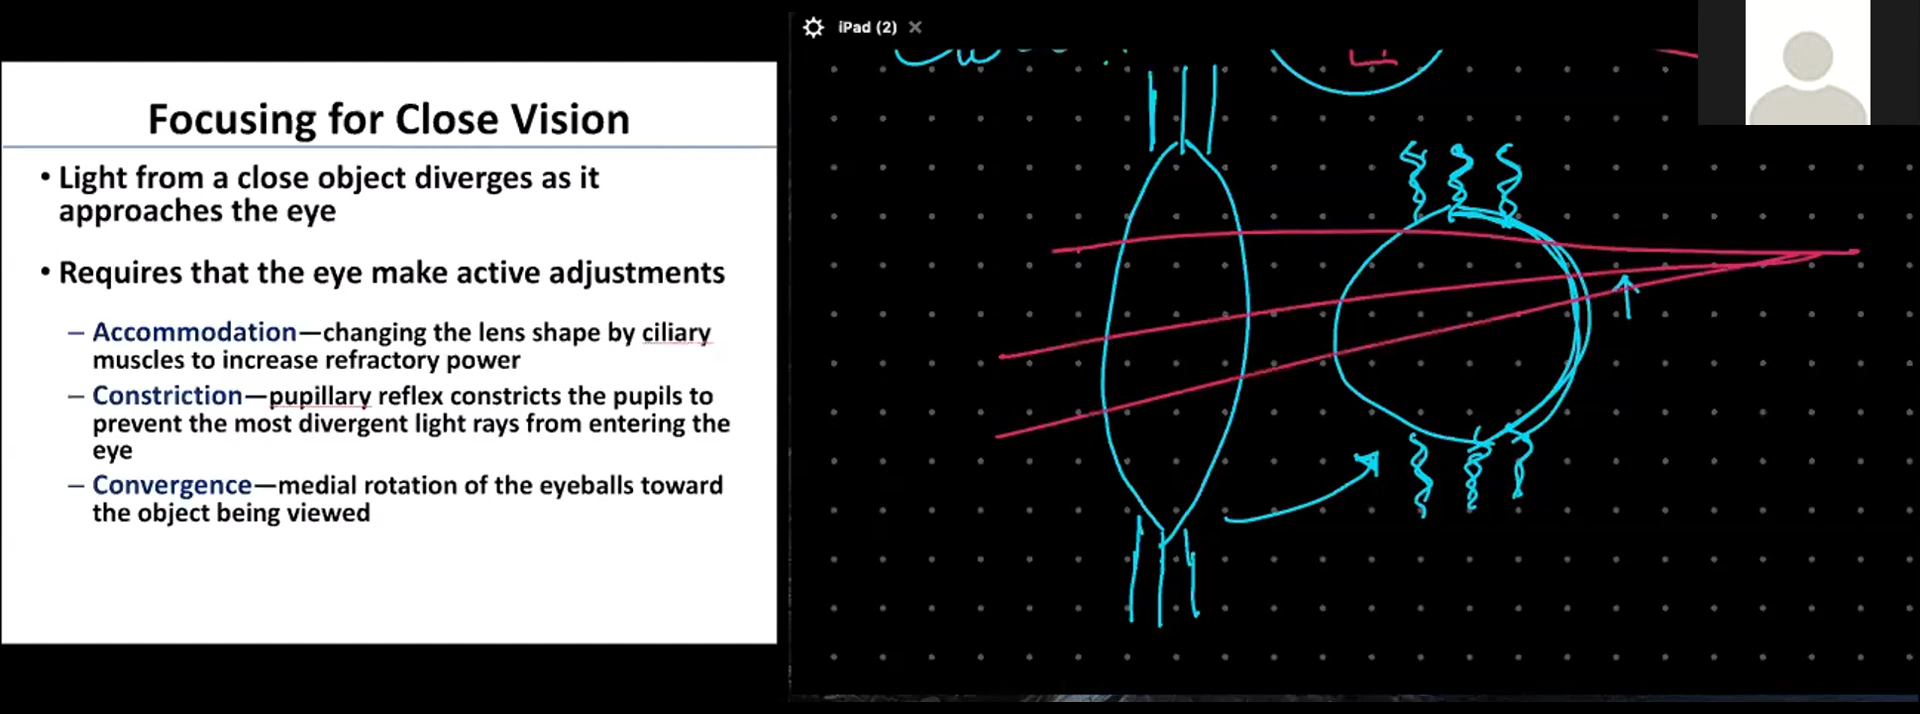 iPad (2)
Focusing for Close Vision
• Light from a close object diverges as it
approaches the eye
• Requires that the eye make active adjustments
– Accommodation—changing the lens shape by ciliary
muscles to increase refractory power
– Constriction—pupillary reflex constricts the pupils to
prevent the most divergent light rays from entering the
eye
– Convergence—medial rotation of the eyeballs toward
the object being viewed